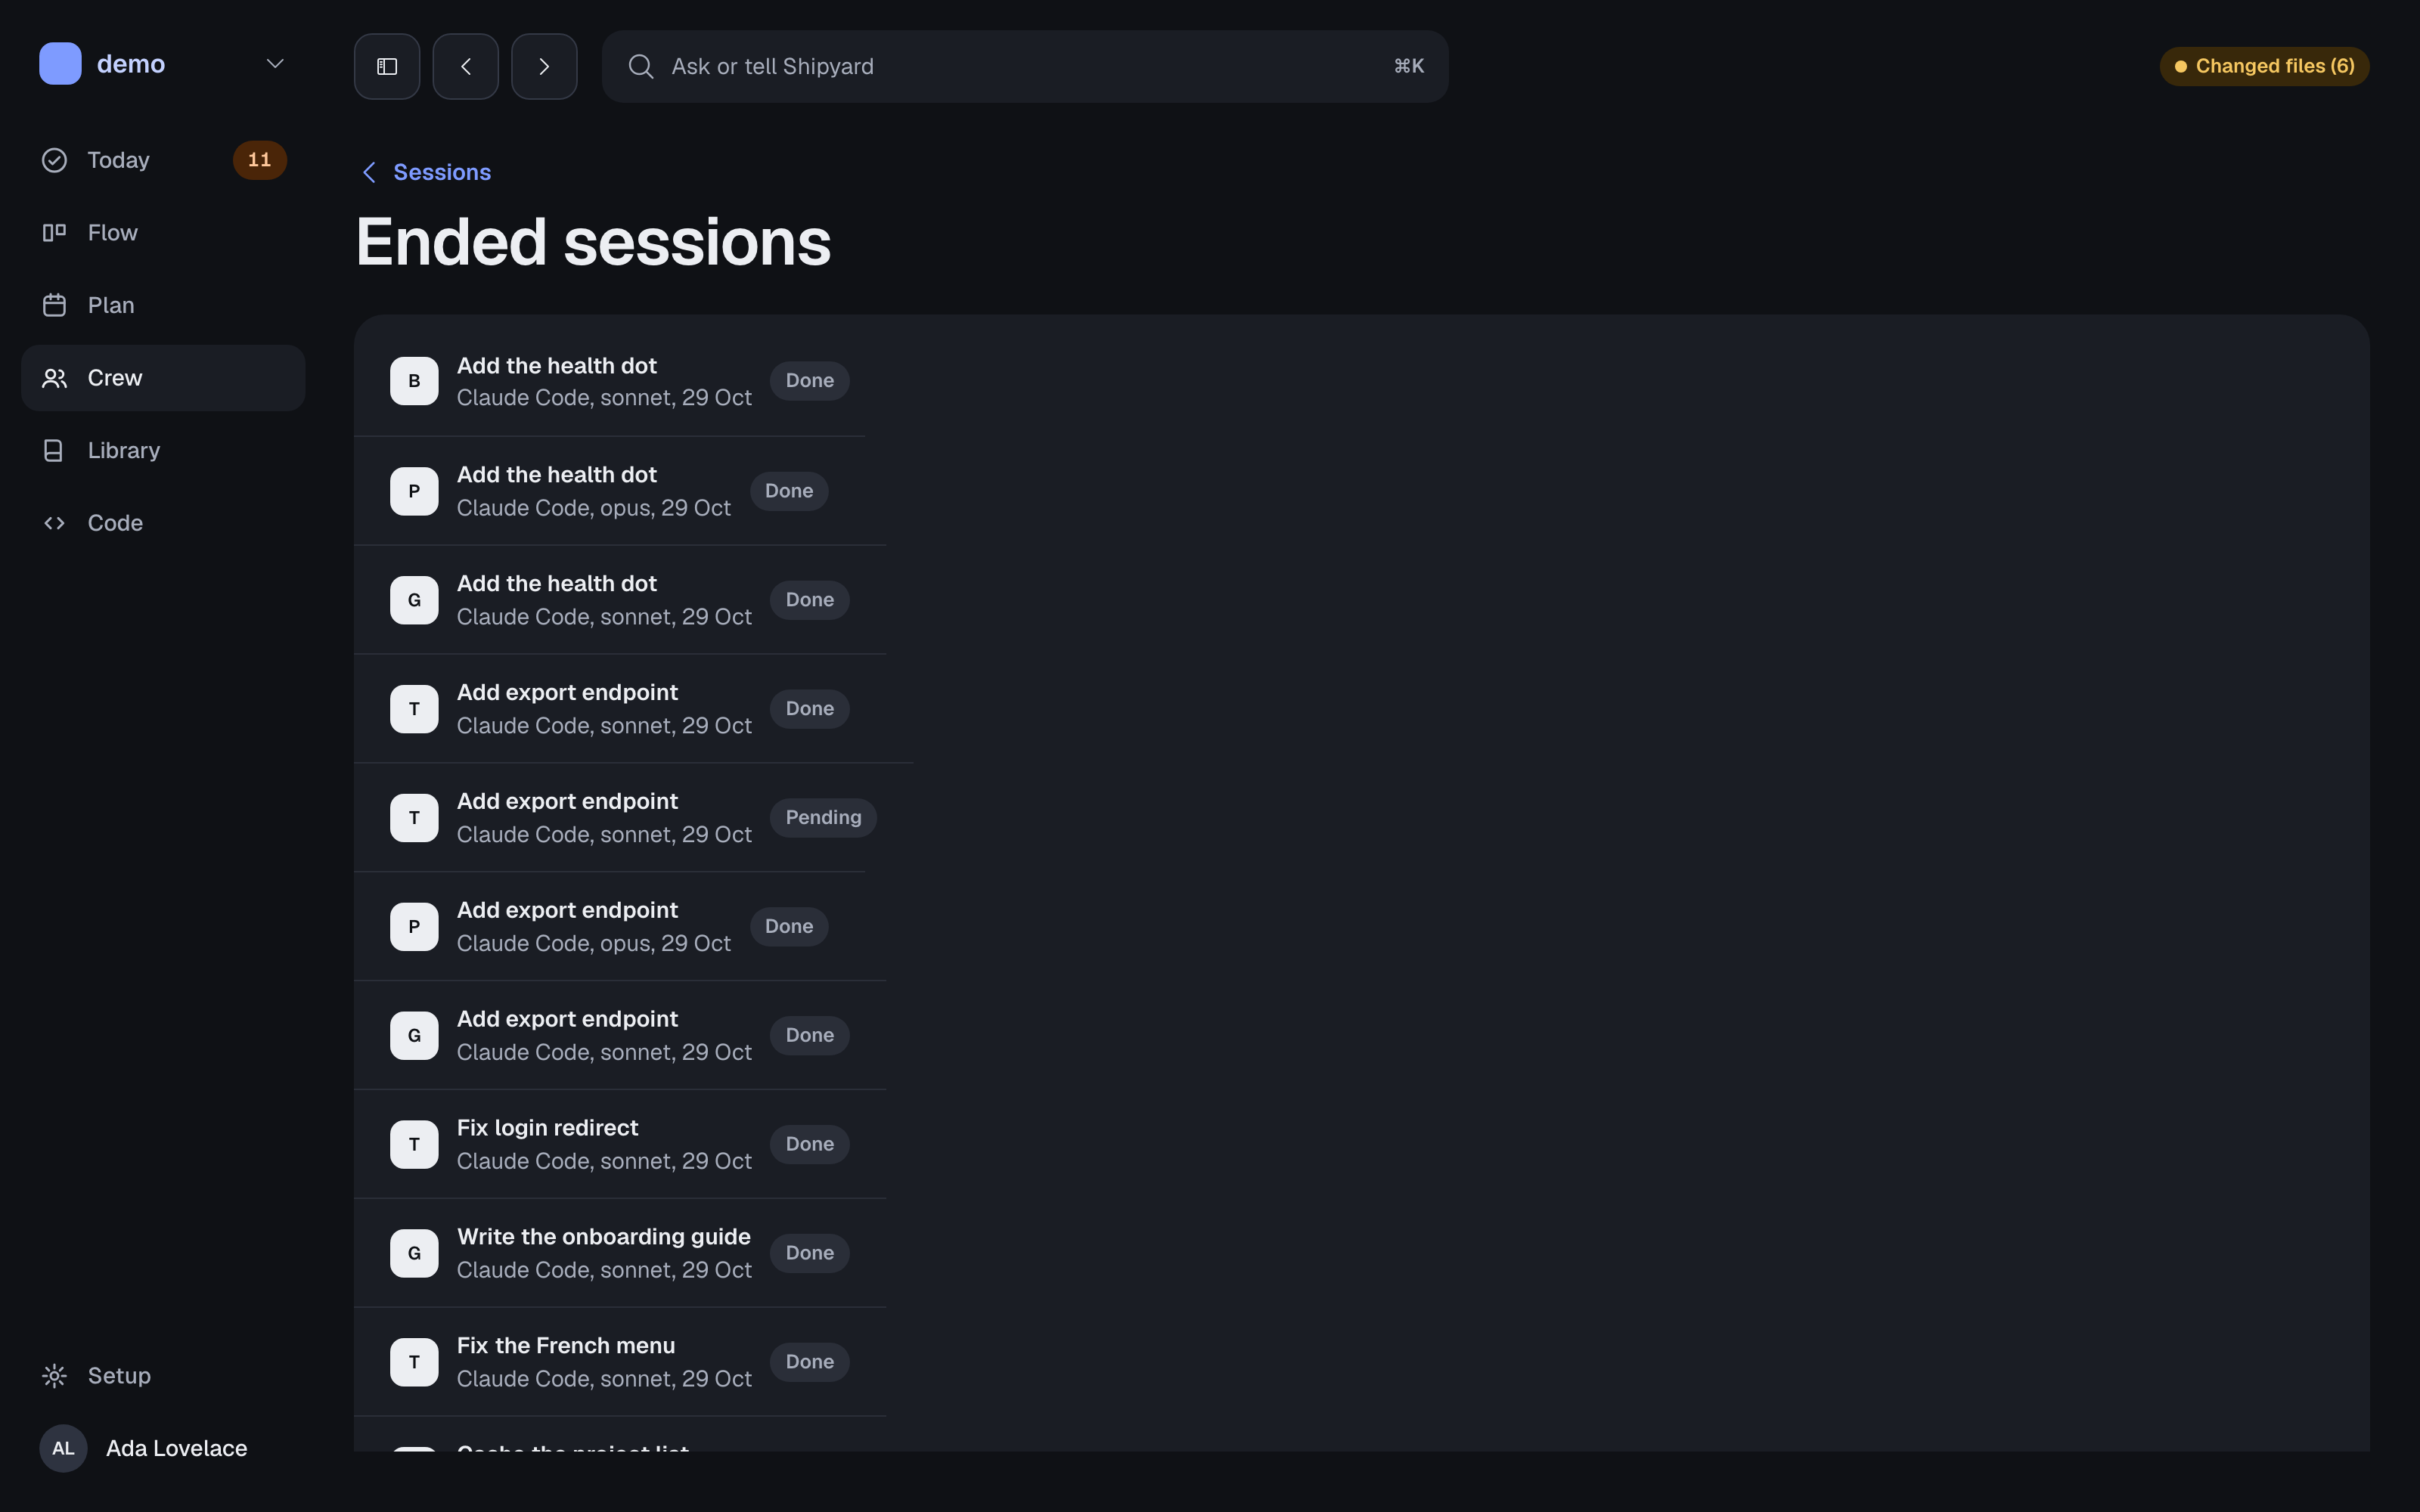 demo
Ask or tell Shipyard
⌘K
Changed files (6)
Today
11
Flow
Plan
Crew
Library
Code
Setup
AL
Ada Lovelace
Sessions
Ended sessions
B
Add the health dot
Claude Code, sonnet, 29 Oct
Done
P
Add the health dot
Claude Code, opus, 29 Oct
Done
G
Add the health dot
Claude Code, sonnet, 29 Oct
Done
T
Add export endpoint
Claude Code, sonnet, 29 Oct
Done
T
Add export endpoint
Claude Code, sonnet, 29 Oct
Pending
P
Add export endpoint
Claude Code, opus, 29 Oct
Done
G
Add export endpoint
Claude Code, sonnet, 29 Oct
Done
T
Fix login redirect
Claude Code, sonnet, 29 Oct
Done
G
Write the onboarding guide
Claude Code, sonnet, 29 Oct
Done
T
Fix the French menu
Claude Code, sonnet, 29 Oct
Done